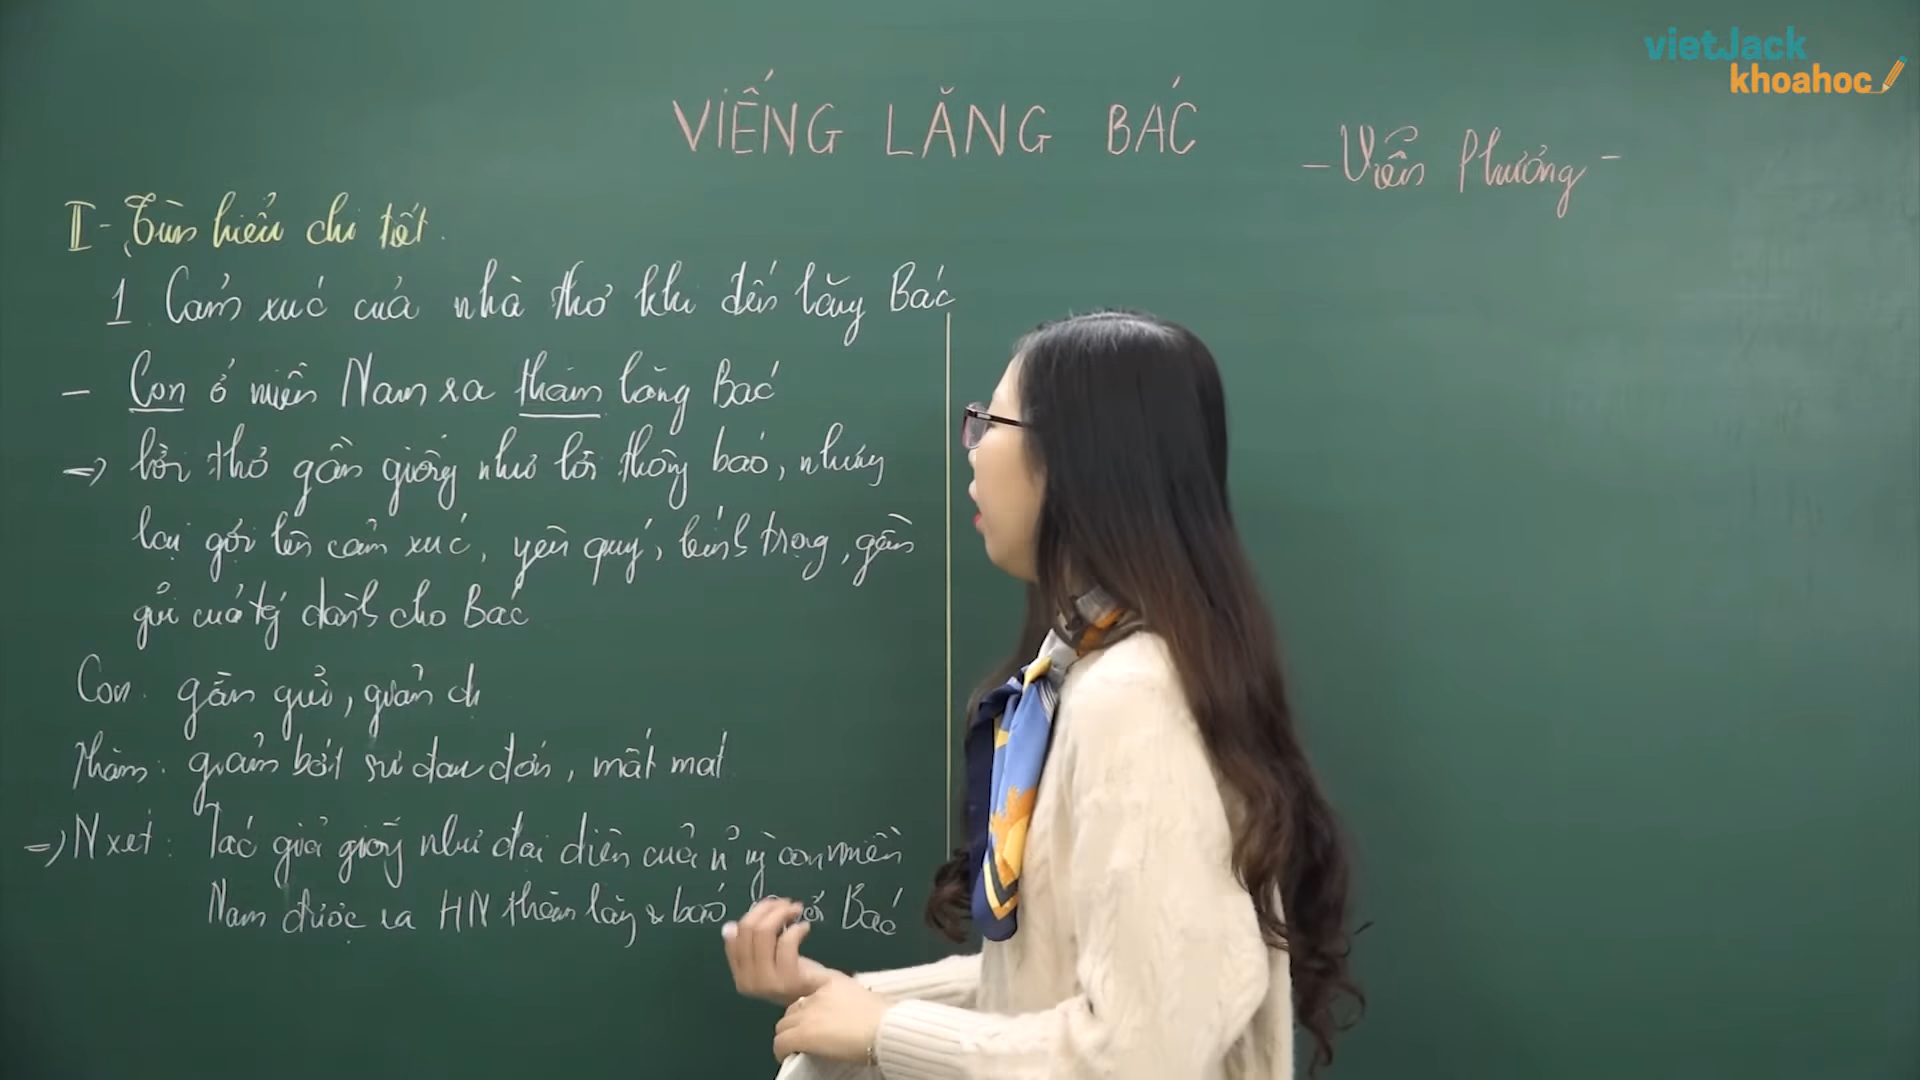 vietJack
khoahoc
VIẾNG LĂNG BÁC
- Viễn Phương -
II - Tìm hiểu chi tiết.
1. Cảm xúc của nhà thơ khi đến lăng Bác
- Con ở miền Nam ra thăm lăng Bác
=> lời thơ gần giống như lời thông báo, nhưng
lại gợi lên cảm xúc, yêu quý, kính trọng, gần
gũi của tg dành cho Bác
Con: gần gũi, giản dị
Thăm: giảm bớt sự đau đớn, mất mát
=> Nxét: Tác giả giống như đại diện của con miền
Nam được ra HN thăm lăng & báo với Bác